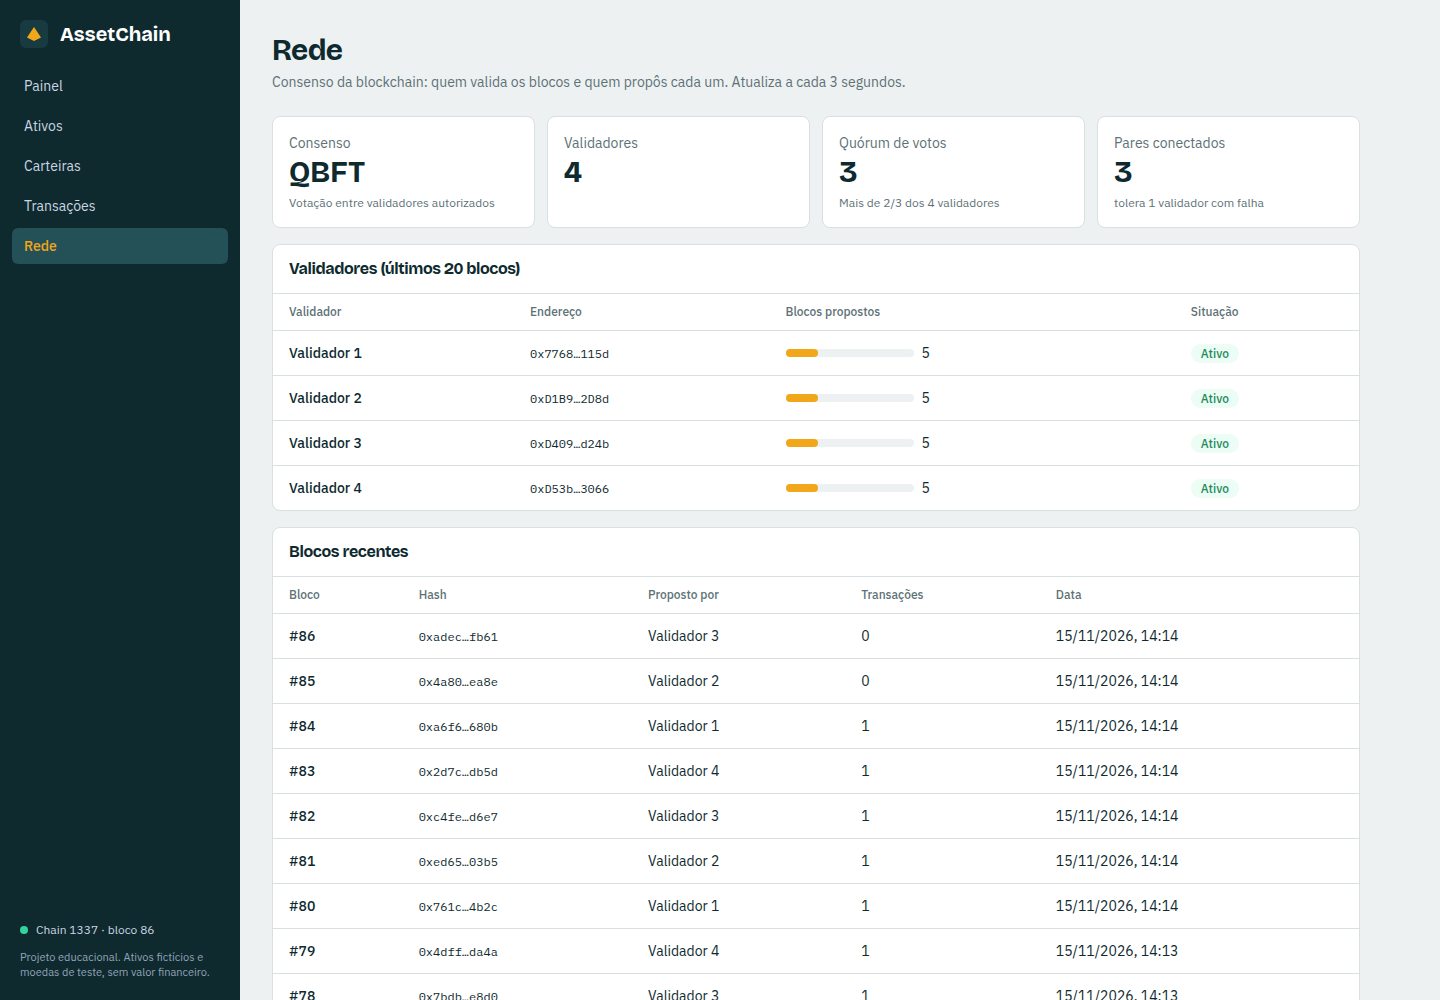 AssetChain
Painel
Ativos
Carteiras
Transações
Rede
Chain 1337 · bloco 86
Projeto educacional. Ativos fictícios e
moedas de teste, sem valor financeiro.
Rede
Consenso da blockchain: quem valida os blocos e quem propôs cada um. Atualiza a cada 3 segundos.
Consenso
QBFT
Votação entre validadores autorizados
Validadores
4
Quórum de votos
3
Mais de 2/3 dos 4 validadores
Pares conectados
3
tolera 1 validador com falha
Validadores (últimos 20 blocos)
Validador Endereço Blocos propostos Situação
Validador 1 0x7768…115d 5 Ativo
Validador 2 0xD1B9…2D8d 5 Ativo
Validador 3 0xD409…d24b 5 Ativo
Validador 4 0xD53b…3066 5 Ativo
Blocos recentes
Bloco Hash Proposto por Transações Data
#86 0xadec…fb61 Validador 3 0 15/11/2026, 14:14
#85 0x4a80…ea8e Validador 2 0 15/11/2026, 14:14
#84 0xa6f6…680b Validador 1 1 15/11/2026, 14:14
#83 0x2d7c…db5d Validador 4 1 15/11/2026, 14:14
#82 0xc4fe…d6e7 Validador 3 1 15/11/2026, 14:14
#81 0xed65…03b5 Validador 2 1 15/11/2026, 14:14
#80 0x761c…4b2c Validador 1 1 15/11/2026, 14:14
#79 0x4dff…da4a Validador 4 1 15/11/2026, 14:13
#78 0x7bdb…e8d0 Validador 3 1 15/11/2026, 14:13